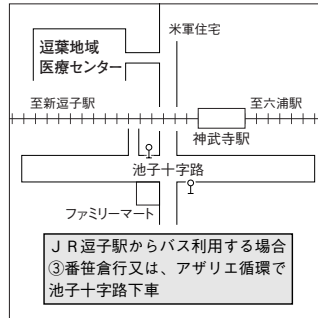 米軍住宅
逗葉地域
医療センター
至新逗子駅
至六浦駅
神武寺駅
池子十字路
ファミリーマート
ＪＲ逗子駅からバス利用する場合
③番笹倉行又は、アザリエ循環で
池子十字路下車